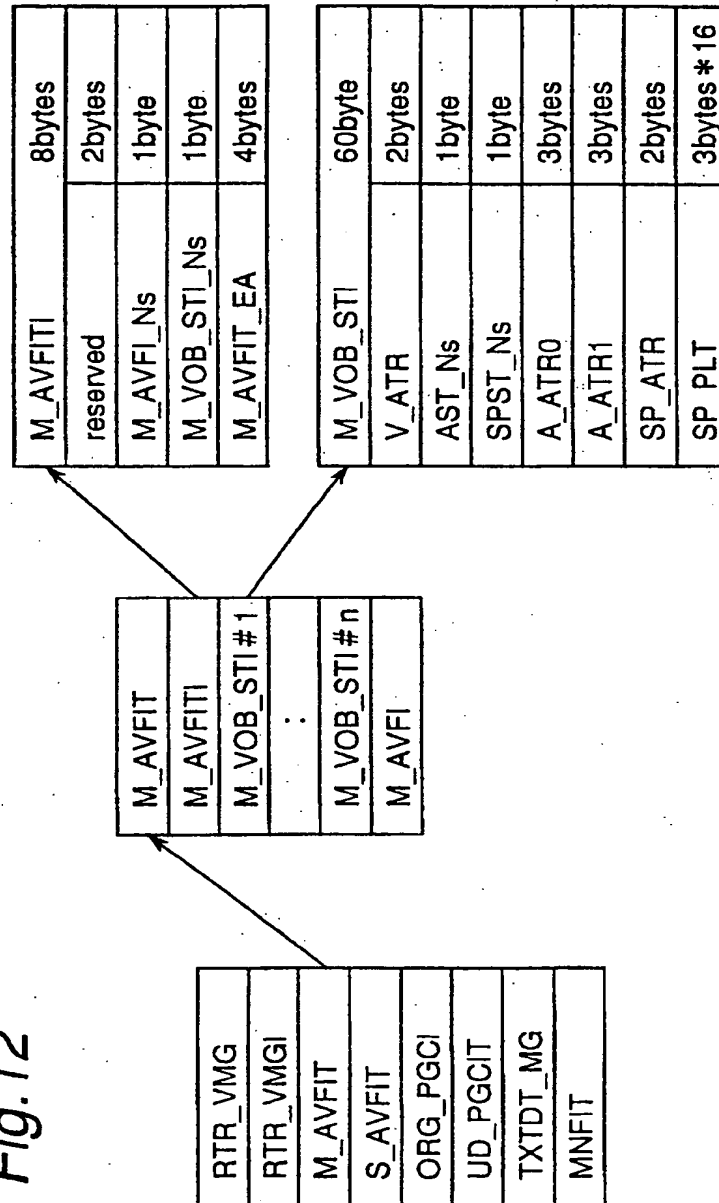 Fig.12
RTR_VMG
RTR_VMGI
M_AVFIT
S_AVFIT
ORG_PGCI
UD_PGCIT
TXTDT_MG
MNFIT
M_AVFIT
M_AVFITI
M_VOB_STI#1
:
M_VOB_STI#n
M_AVFI
M_AVFITI 8bytes
reserved 2bytes
M_AVFI_Ns 1byte
M_VOB_STI_Ns 1byte
M_AVFIT_EA 4bytes
M_VOB_STI 60byte
V_ATR 2bytes
AST_Ns 1byte
SPST_Ns 1byte
A_ATR0 3bytes
A_ATR1 3bytes
SP_ATR 2bytes
SP_PLT 3bytes*16